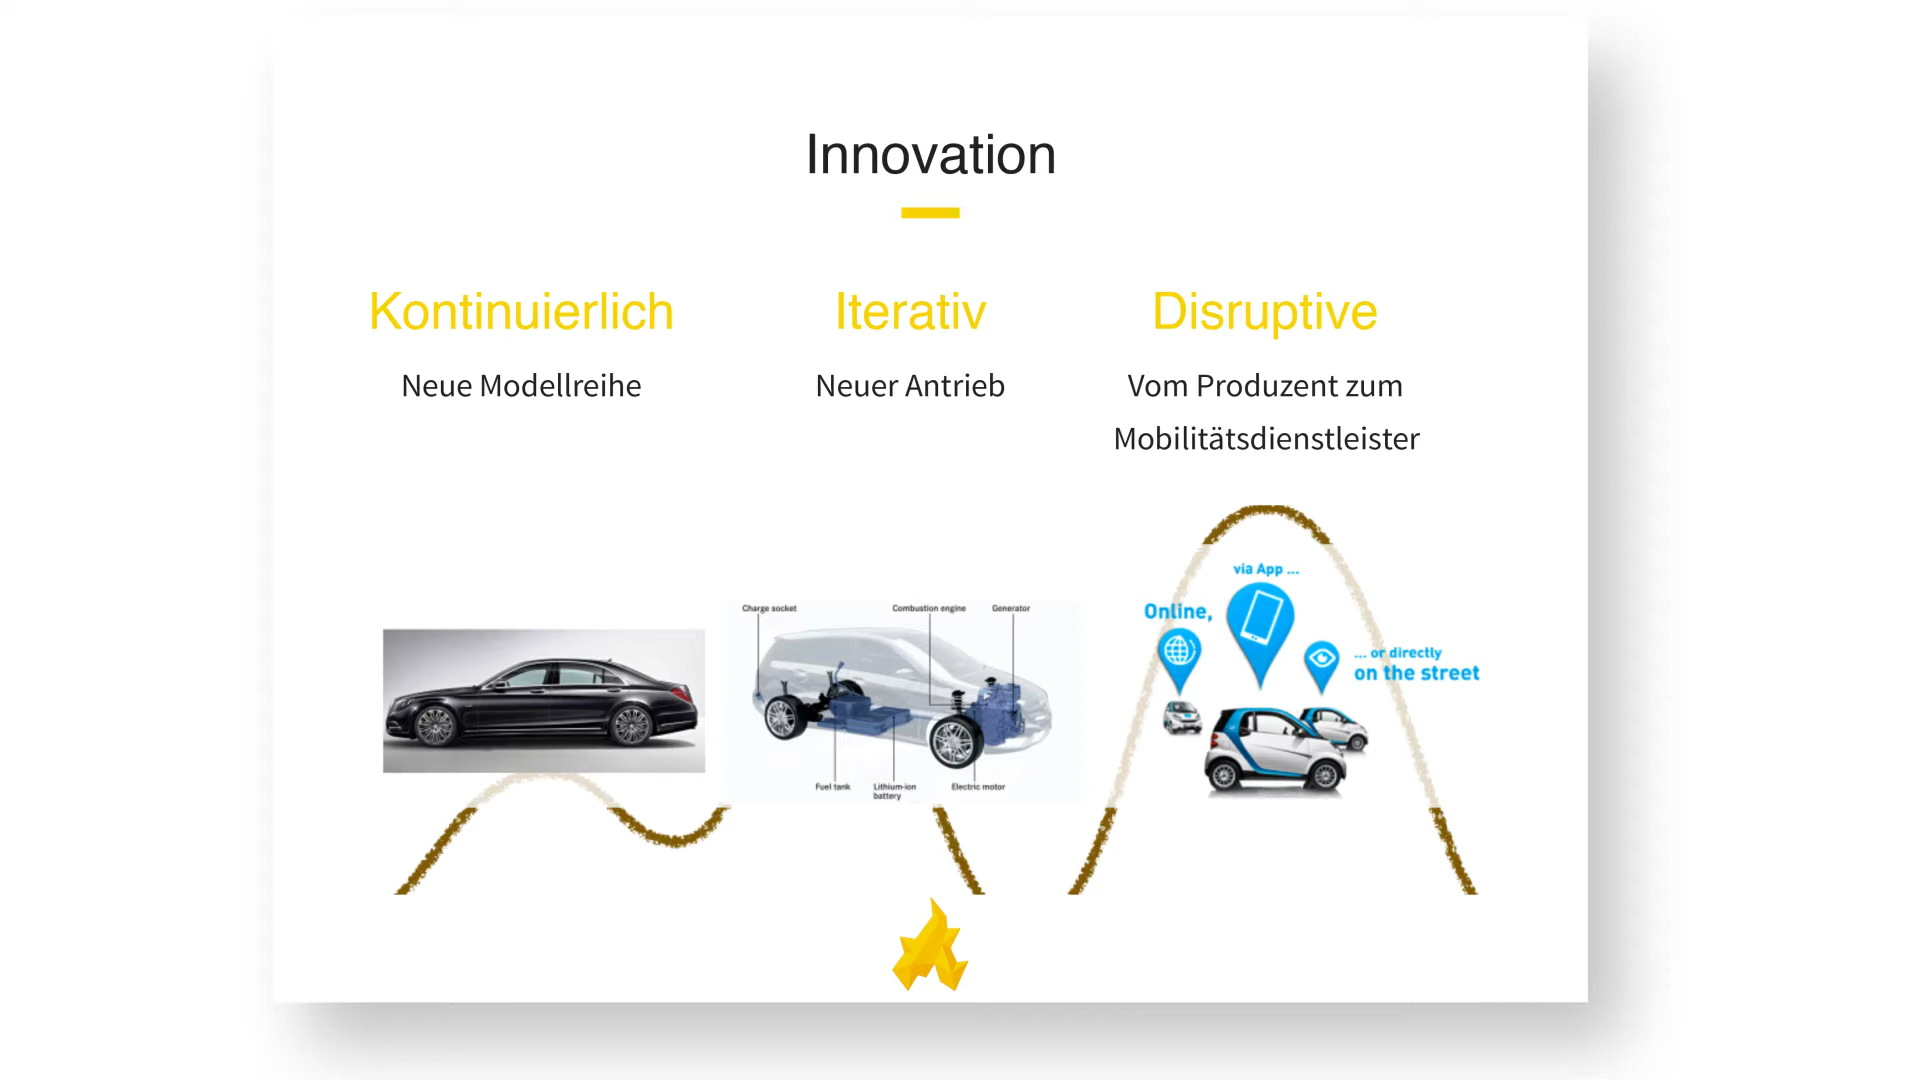 Innovation
Kontinuierlich
Neue Modellreihe
Iterativ
Neuer Antrieb
Disruptive
Vom Produzent zum
Mobilitätsdienstleister
Charge socket
Combustion engine
Generator
Fuel tank
Lithium-ion
battery
Electric motor
via App ...
Online,
... or directly
on the street